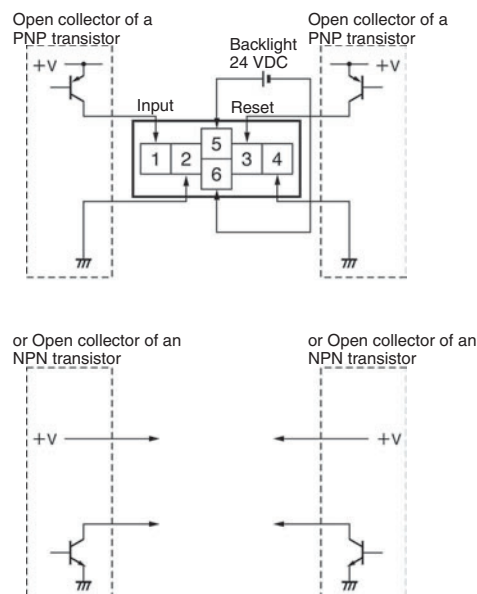 Open collector of a
PNP transistor
Open collector of a
PNP transistor
Backlight
24 VDC
+V
+V
Input
Reset
5
1 2
3 4
6
or Open collector of an
NPN transistor
or Open collector of an
NPN transistor
+V
+V